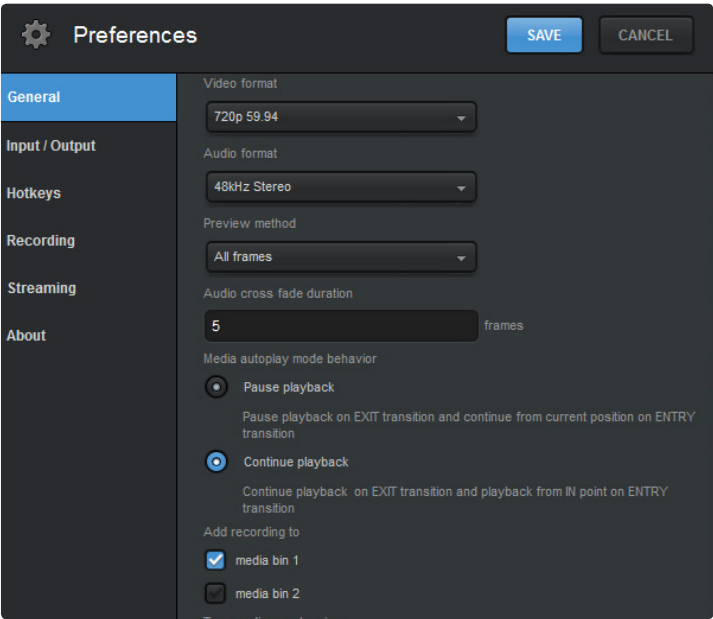 Preferences
SAVE
CANCEL
General
Input / Output
Hotkeys
Recording
Streaming
About
Video format
720p 59.94
Audio format
48kHz Stereo
Preview method
All frames
Audio cross fade duration
5
frames
Media autoplay mode behavior
Pause playback
Pause playback on EXIT transition and continue from current position on ENTRY
transition
Continue playback
Continue playback on EXIT transition and playback from IN point on ENTRY
transition
Add recording to
media bin 1
media bin 2